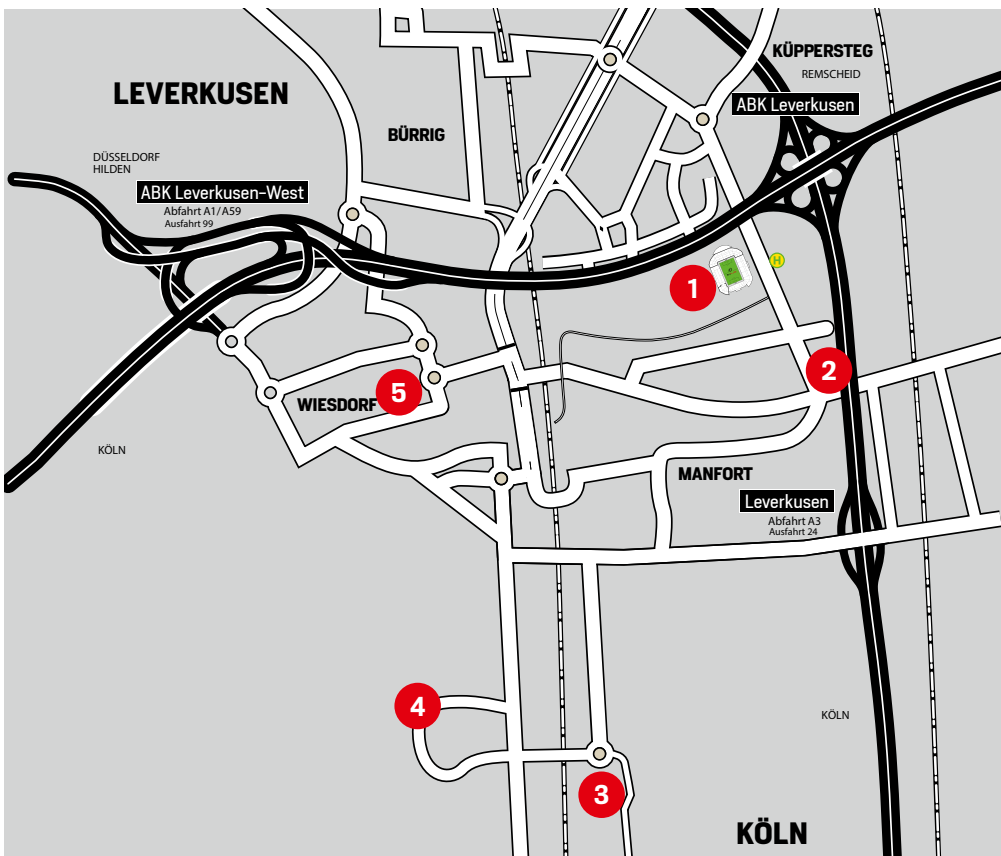 KÜPPERSTEG
REMSCHEID
LEVERKUSEN
ABK Leverkusen
BÜRRIG
DÜSSELDORF
HILDEN
ABK Leverkusen-West
Abfahrt A1/A59
Ausfahrt 99
H
1
2
5
WIESDORF
KÖLN
MANFORT
Leverkusen
Abfahrt A3
Ausfahrt 24
4
KÖLN
3
KÖLN